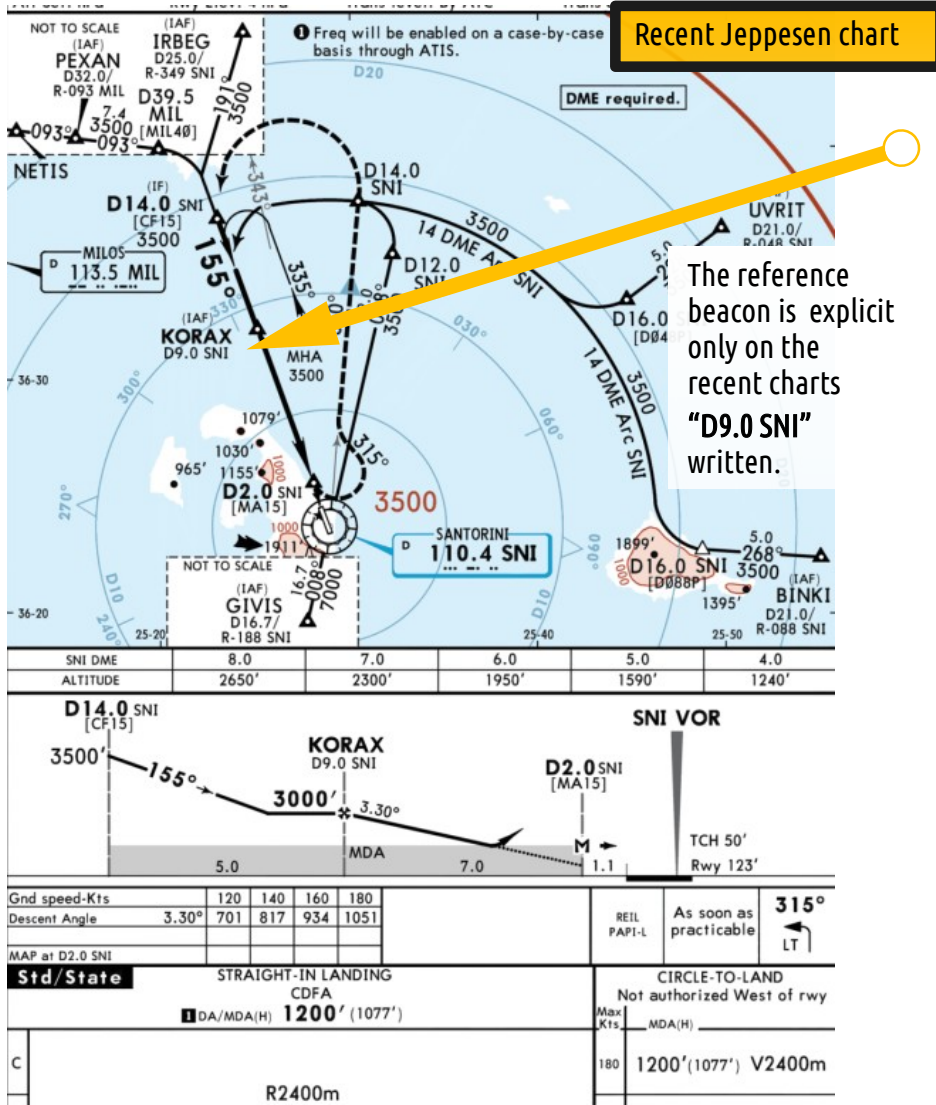 Recent Jeppesen chart
❶ Freq will be enabled on a case-by-case
basis through ATIS.
NOT TO SCALE
(IAF)
PEXAN
D32.0/
R-093 MIL
(IAF)
IRBEG
D25.0/
R-349 SNI
D39.5
MIL
[MIL40]
191°
3500
093°
7.4
3500
093°
NETIS
D20
DME required.
343°
(IF)
D14.0 SNI
[CF15]
3500
D14.0
SNI
MILOS
D 113.5 MIL
155°
330°
335°
MHA
3500
(IAF)
KORAX
D9.0 SNI
D12.0
3500
3500
14 DME Arc SNI
UVRIT
D21.0/
R-048 SNI
5.0
D16.0
The reference
beacon is explicit
only on the
recent charts
“D9.0 SNI”
written.
030°
3500
14 DME Arc SNI
36-30
300°
060°
1079'
1030'
1155'
1000
965'
D2.0 SNI
[MA15]
315°
3500
270°
1000
1911'
SANTORINI
D 110.4 SNI
090°
1899'
1000
D16.0 SNI
[D088P]
5.0
268°
3500
(IAF)
BINKI
D21.0/
R-088 SNI
1395'
NOT TO SCALE
16.7
008°
7000
(IAF)
GIVIS
D16.7/
R-188 SNI
36-20
D10
240°
D10
25-20
25-40
25-50
SNI DME 8.0 7.0 6.0 5.0 4.0
ALTITUDE 2650' 2300' 1950' 1590' 1240'
D14.0 SNI
[CF15]
3500'
155°
KORAX
D9.0 SNI
3000'
3.30°
SNI VOR
D2.0 SNI
[MA15]
MDA
M
5.0
7.0
1.1
TCH 50'
Rwy 123'
Gnd speed-Kts 120 140 160 180
Descent Angle 3.30° 701 817 934 1051
MAP at D2.0 SNI
REIL
PAPI-L
As soon as
practicable
315°
LT
Std/State
STRAIGHT-IN LANDING
CDFA
1 DA/MDA(H) 1200' (1077')
CIRCLE-TO-LAND
Not authorized West of rwy
Max
Kts
MDA(H)
C
R2400m
180 1200'(1077') V2400m